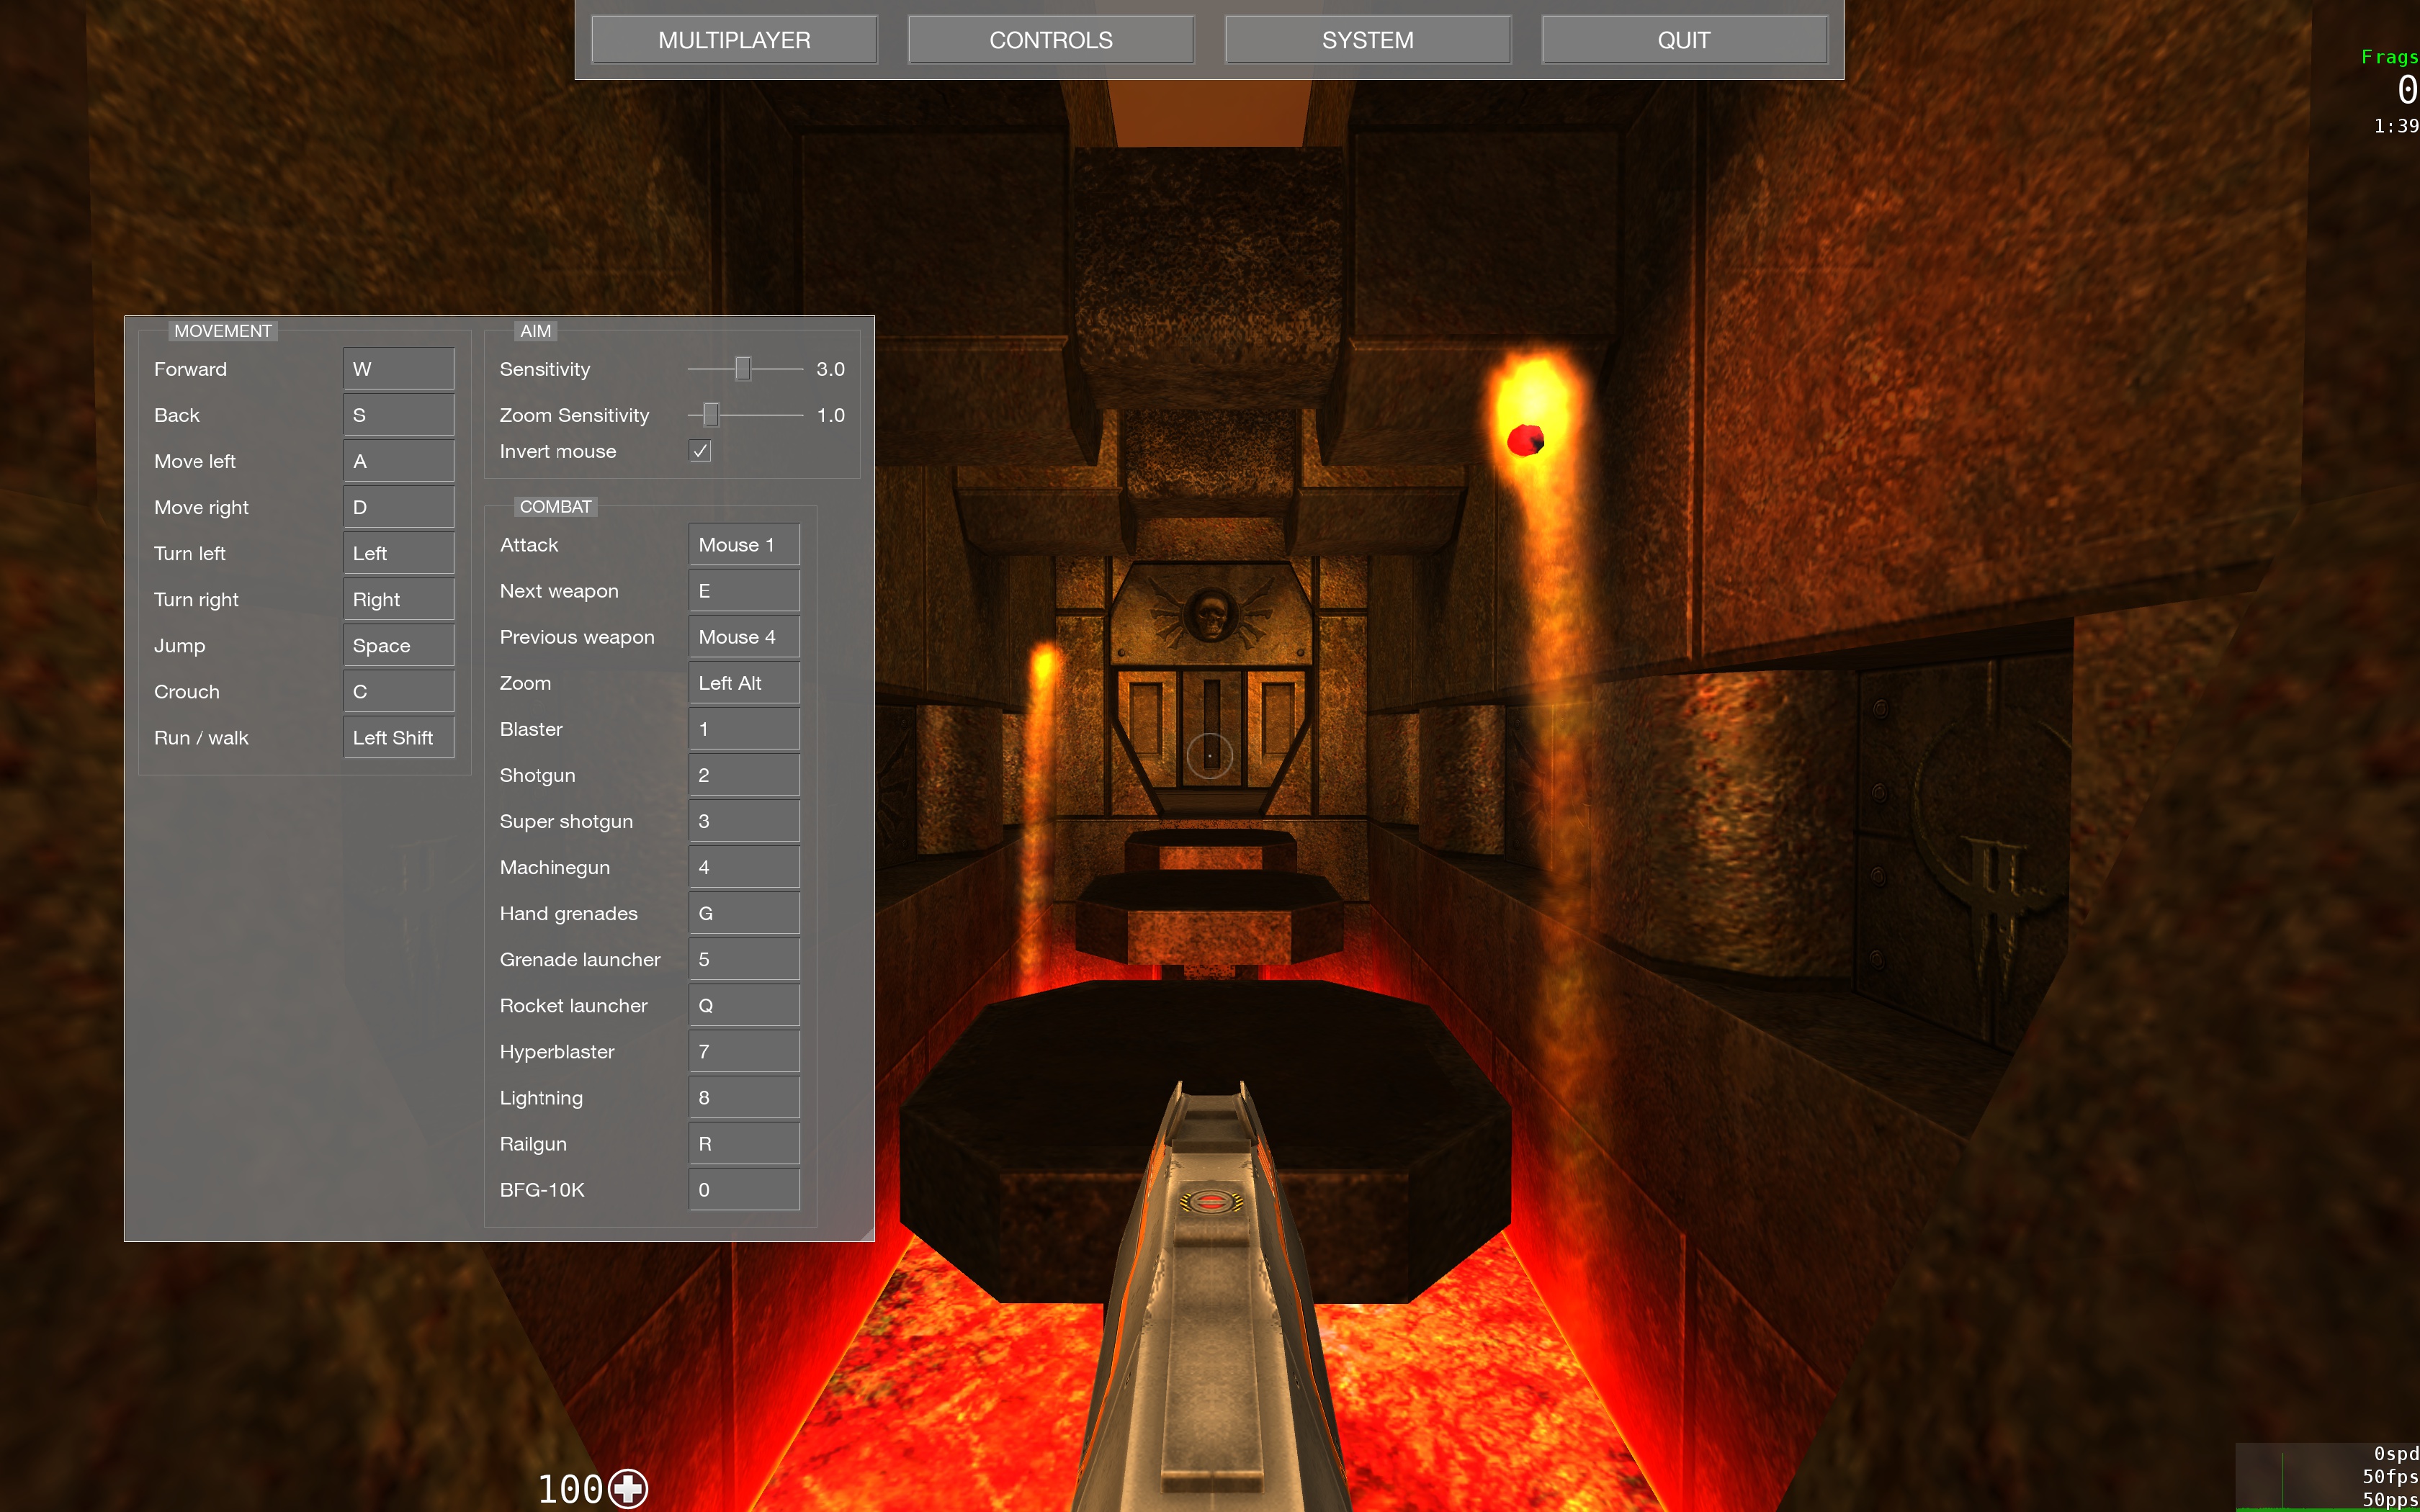 MULTIPLAYER CONTROLS SYSTEM QUIT
Frags
0
1:39
MOVEMENT
Forward W
Back S
Move left A
Move right D
Turn left Left
Turn right Right
Jump Space
Crouch C
Run / walk Left Shift
AIM
Sensitivity 3.0
Zoom Sensitivity 1.0
Invert mouse
COMBAT
Attack Mouse 1
Next weapon E
Previous weapon Mouse 4
Zoom Left Alt
Blaster 1
Shotgun 2
Super shotgun 3
Machinegun 4
Hand grenades G
Grenade launcher 5
Rocket launcher Q
Hyperblaster 7
Lightning 8
Railgun R
BFG-10K 0
100
0spd
50fps
50pps